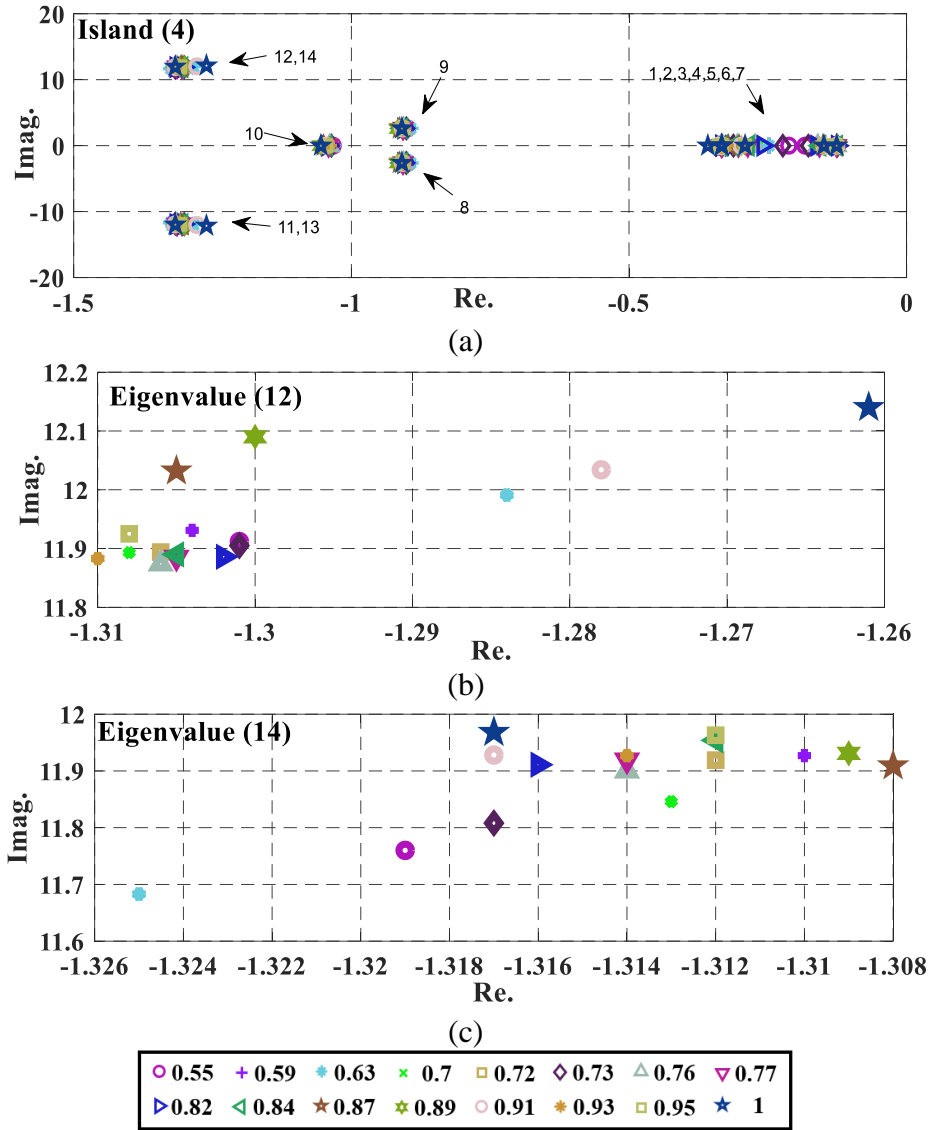 Island (4)
20
10
0
-10
-20
Imag.
12,14
9
1,2,3,4,5,6,7
10
8
11,13
-1.5
-1
-0.5
0
Re.
(a)
Eigenvalue (12)
12.2
12.1
12
11.9
11.8
Imag.
-1.31
-1.3
-1.29
-1.28
-1.27
-1.26
Re.
(b)
Eigenvalue (14)
12
11.9
11.8
11.7
11.6
Imag.
-1.326
-1.324
-1.322
-1.32
-1.318
-1.316
-1.314
-1.312
-1.31
-1.308
Re.
(c)
0.55 0.59 0.63 0.7 0.72 0.73 0.76 0.77
0.82 0.84 0.87 0.89 0.91 0.93 0.95 1